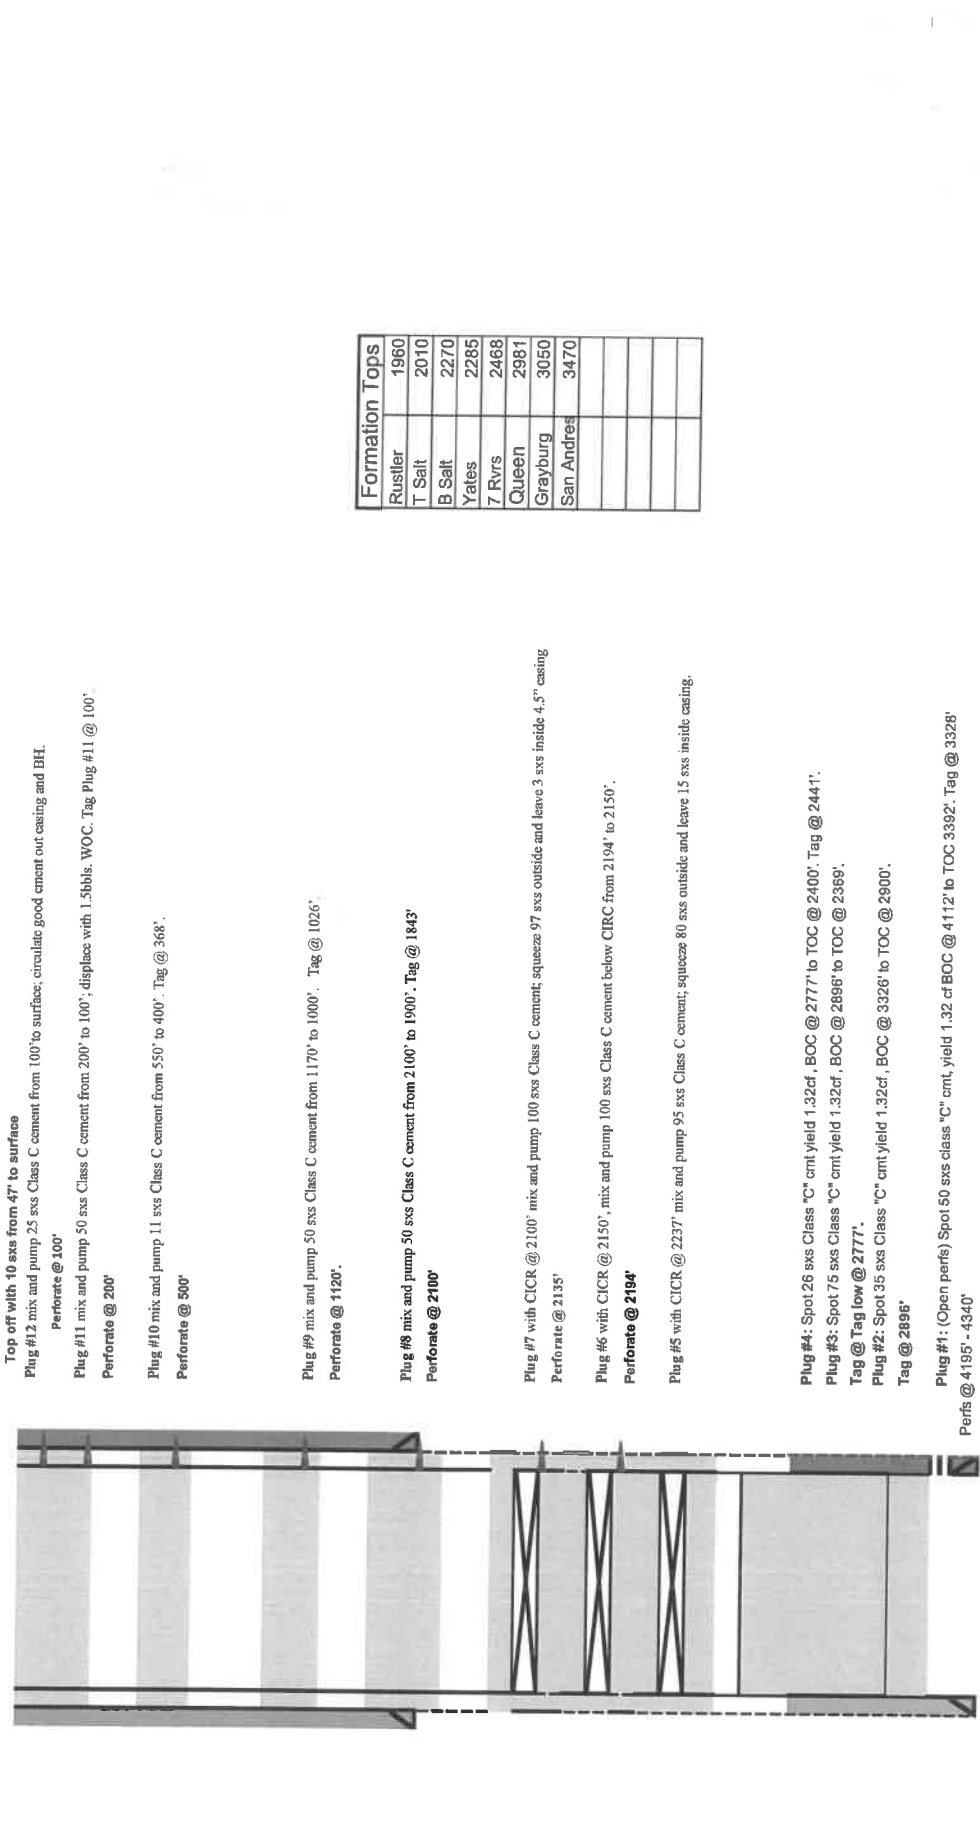 Top off with 10 sxs from 47' to surface
Plug #12 mix and pump 25 sxs Class C cement from 100'to surface; circulate good cment out casing and BH.
Perforate @ 100'
Plug #11 mix and pump 50 sxs Class C cement from 200' to 100'; displace with 1.5bbls. WOC. Tag Plug #11 @ 100'.
Perforate @ 200'
Plug #10 mix and pump 11 sxs Class C cement from 550' to 400'. Tag @ 368'.
Perforate @ 500'
Plug #9 mix and pump 50 sxs Class C cement from 1170' to 1000'. Tag @ 1026'.
Perforate @ 1120'.
Plug #8 mix and pump 50 sxs Class C cement from 2100' to 1900'. Tag @ 1843'
Perforate @ 2100'
Plug #7 with CICR @ 2100' mix and pump 100 sxs Class C cement; squeeze 97 sxs outside and leave 3 sxs inside 4.5" casing
Perforate @ 2135'
Plug #6 with CICR @ 2150', mix and pump 100 sxs Class C cement below CIRC from 2194' to 2150'.
Perforate @ 2194'
Plug #5 with CICR @ 2237' mix and pump 95 sxs Class C cement; squeeze 80 sxs outside and leave 15 sxs inside casing.
Plug #4: Spot 26 sxs Class "C" cmt yield 1.32cf, BOC @ 2777' to TOC @ 2400'. Tag @ 2441'.
Plug #3: Spot 75 sxs Class "C" cmt yield 1.32cf, BOC @ 2896' to TOC @ 2369'.
Tag @ Tag low @ 2777'.
Plug #2: Spot 35 sxs Class "C" cmt yield 1.32cf, BOC @ 3326' to TOC @ 2900'.
Tag @ 2896'
Plug #1: (Open perfs) Spot 50 sxs class "C" cmt, yield 1.32 cf BOC @ 4112' to TOC 3392'. Tag @ 3328'
Perfs @ 4195' - 4340'
Formation Tops
Rustler 1960
T Salt 2010
B Salt 2270
Yates 2285
7 Rvrs 2468
Queen 2981
Grayburg 3050
San Andres 3470